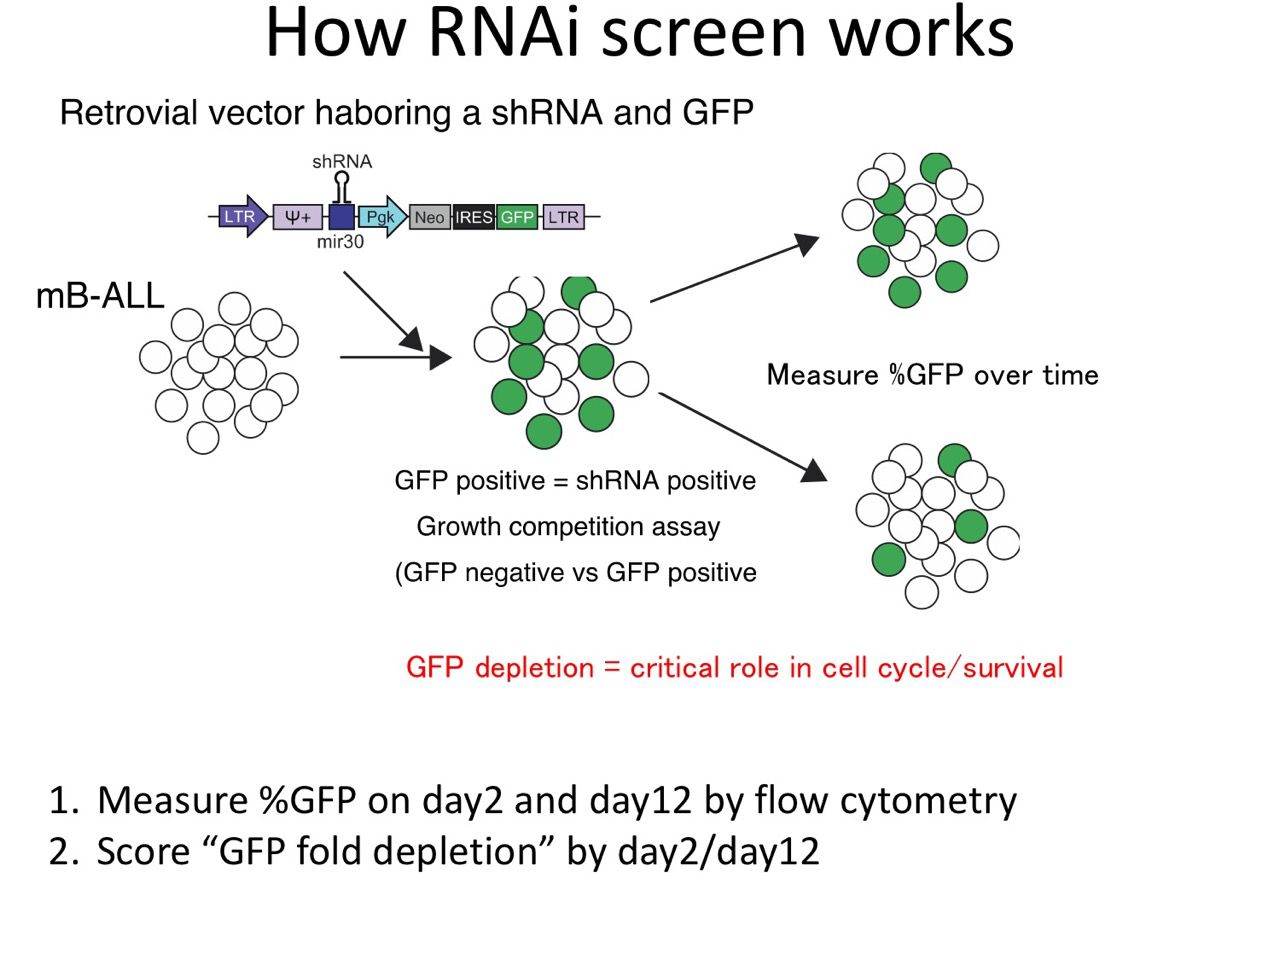 How RNAi screen works
Retrovial vector haboring a shRNA and GFP
shRNA
LTR Ψ+ Pgk Neo IRES GFP LTR
mir30
mB-ALL
Measure %GFP over time
GFP positive = shRNA positive
Growth competition assay
(GFP negative vs GFP positive
GFP depletion = critical role in cell cycle/survival
1. Measure %GFP on day2 and day12 by flow cytometry
2. Score “GFP fold depletion” by day2/day12